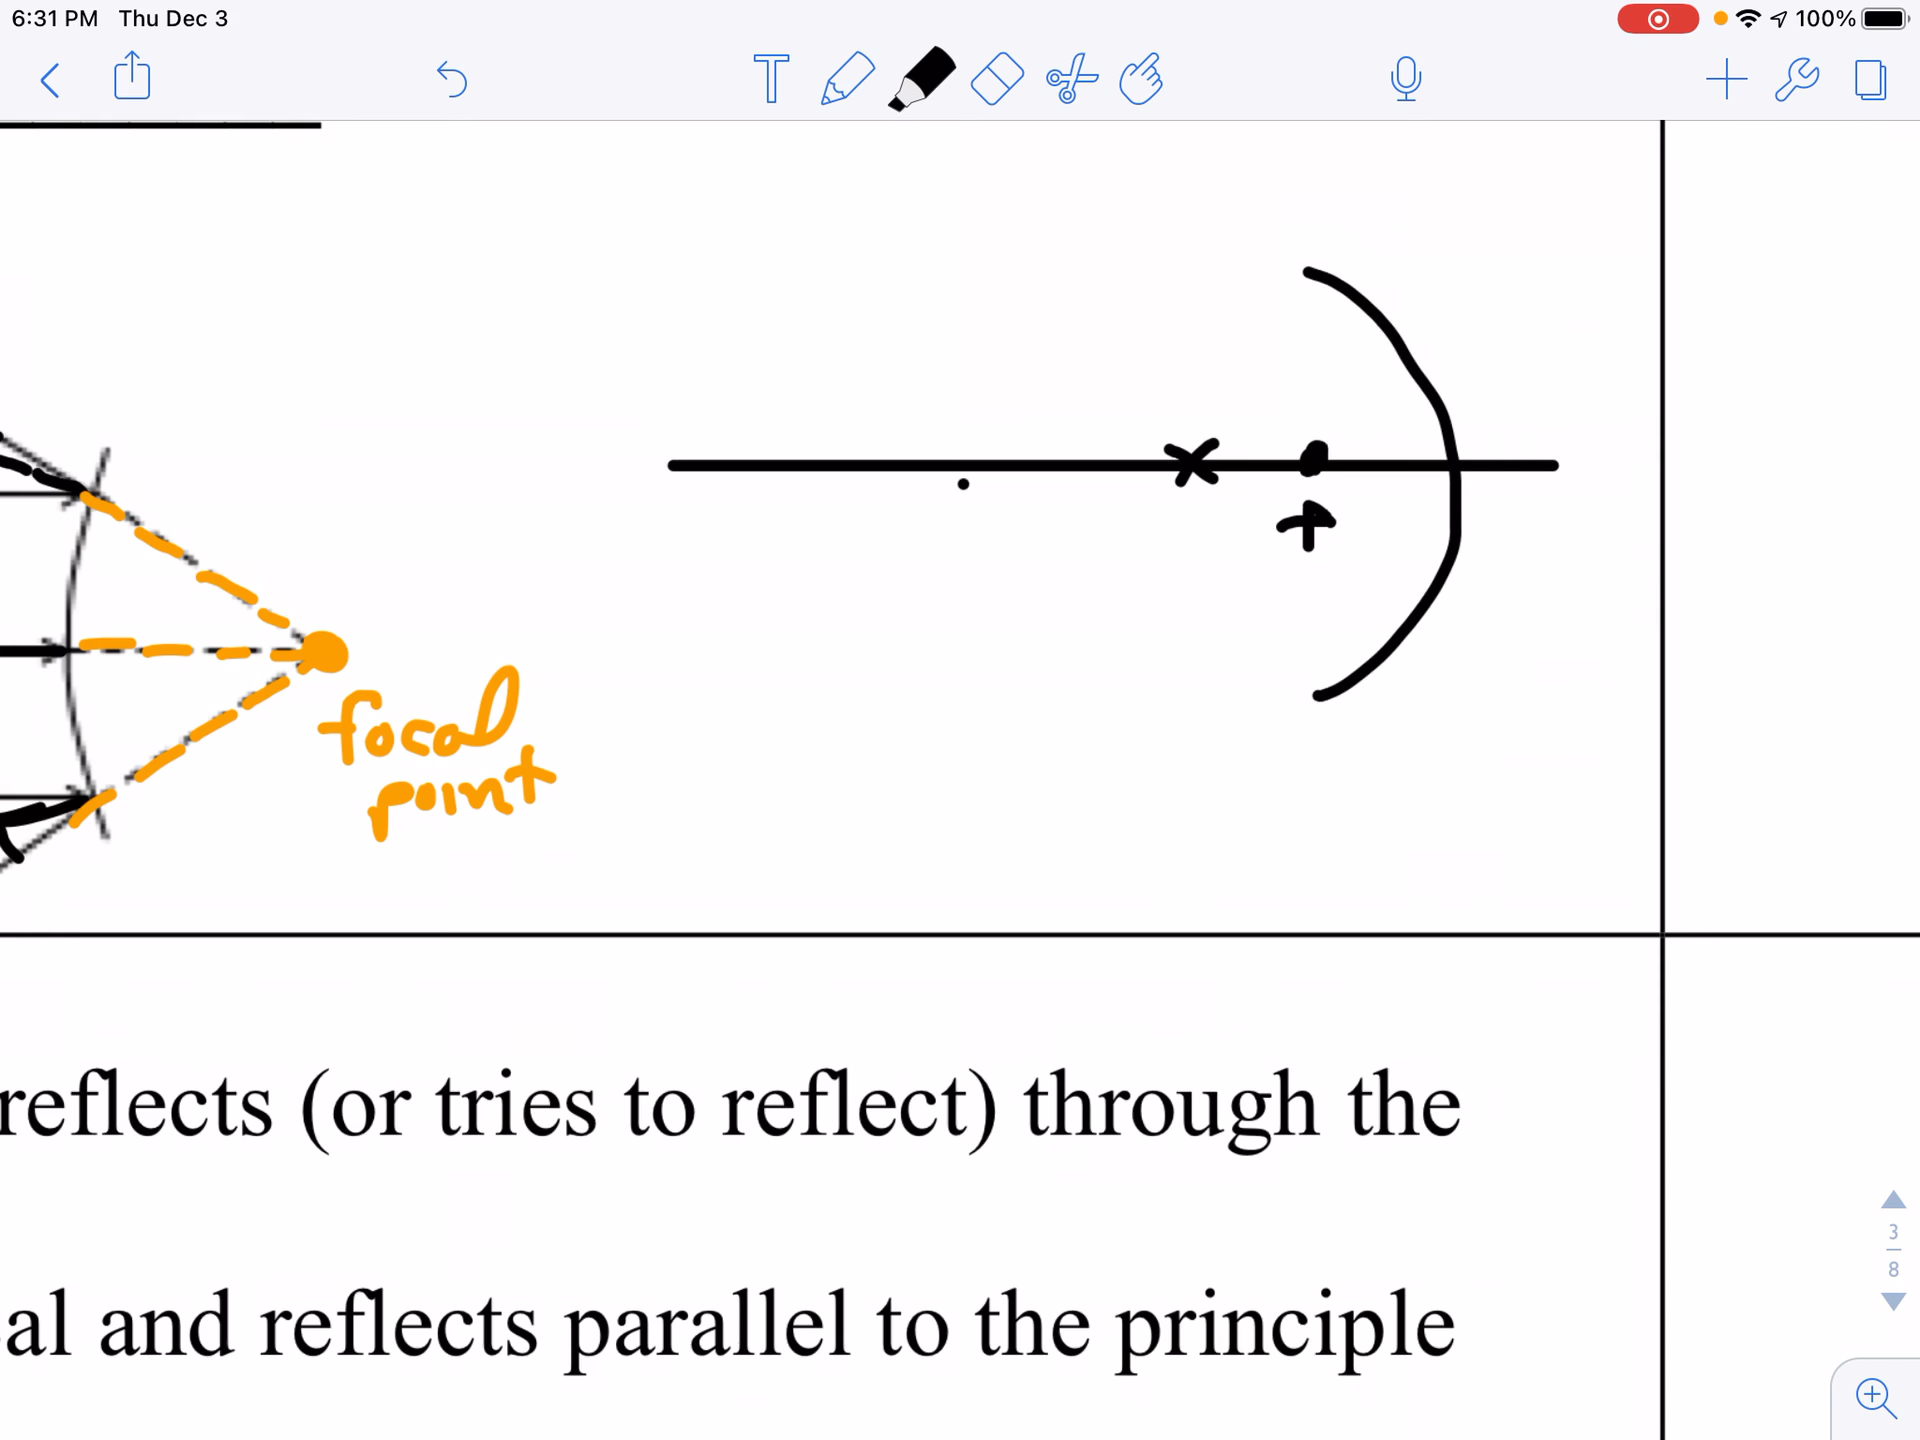 6:31 PM Thu Dec 3
100%
T
focal
point
reflects (or tries to reflect) through the
al and reflects parallel to the principle
3
8